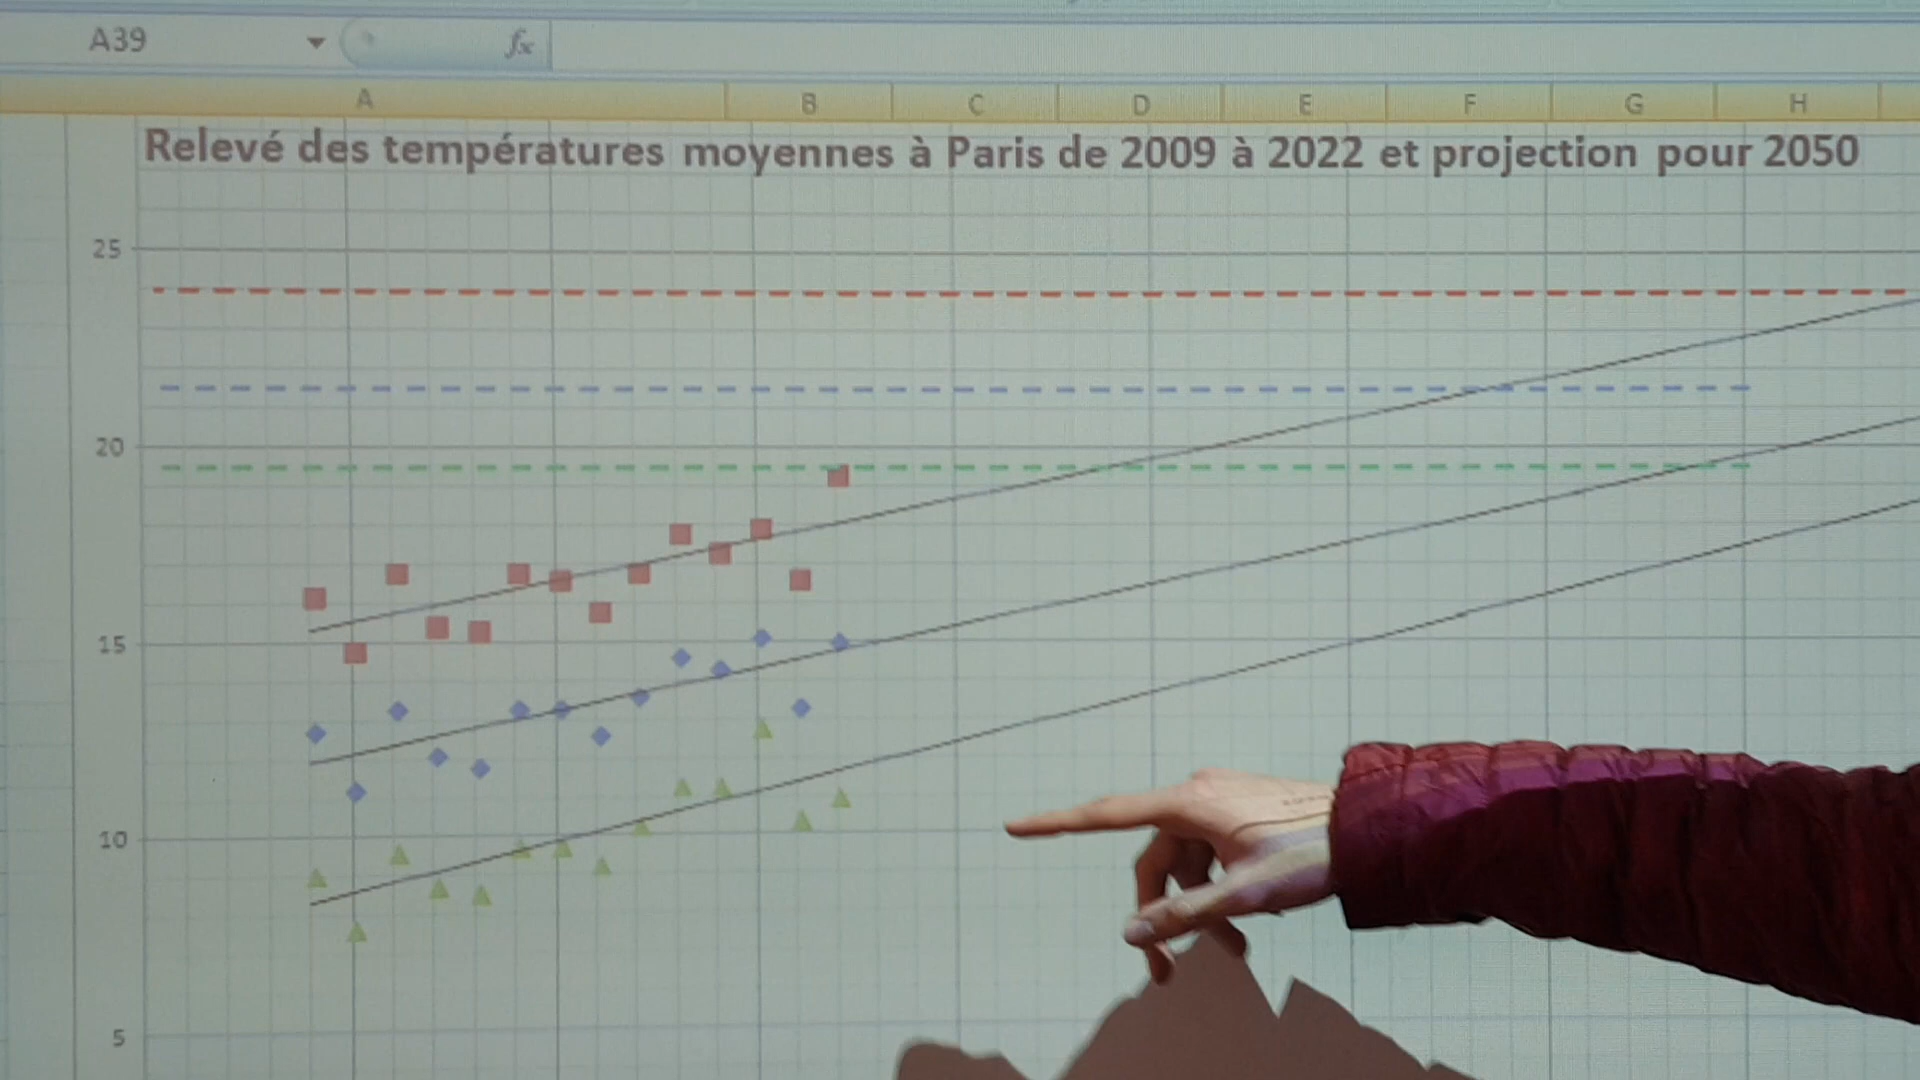 A39
fx
A B C D E F G H
Relevé des températures moyennes à Paris de 2009 à 2022 et projection pour 2050
25
20
15
10
5